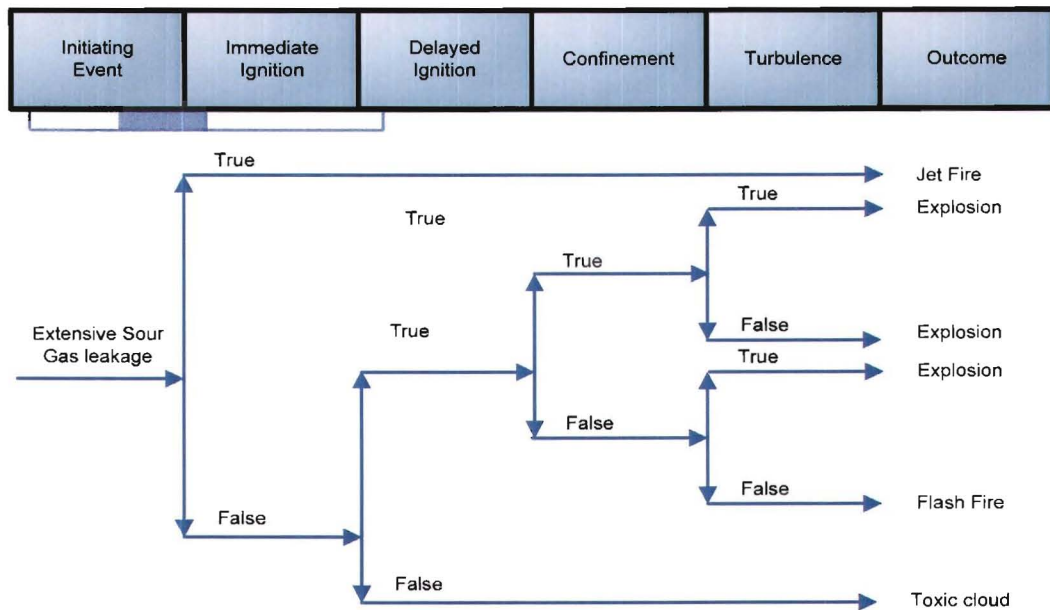 Initiating
Event
Immediate
Ignition
Delayed
Ignition
Confinement
Turbulence
Outcome
True
Jet Fire
True
True
Explosion
True
Extensive Sour
Gas leakage
True
False
Explosion
True
Explosion
False
False
Flash Fire
False
False
Toxic cloud